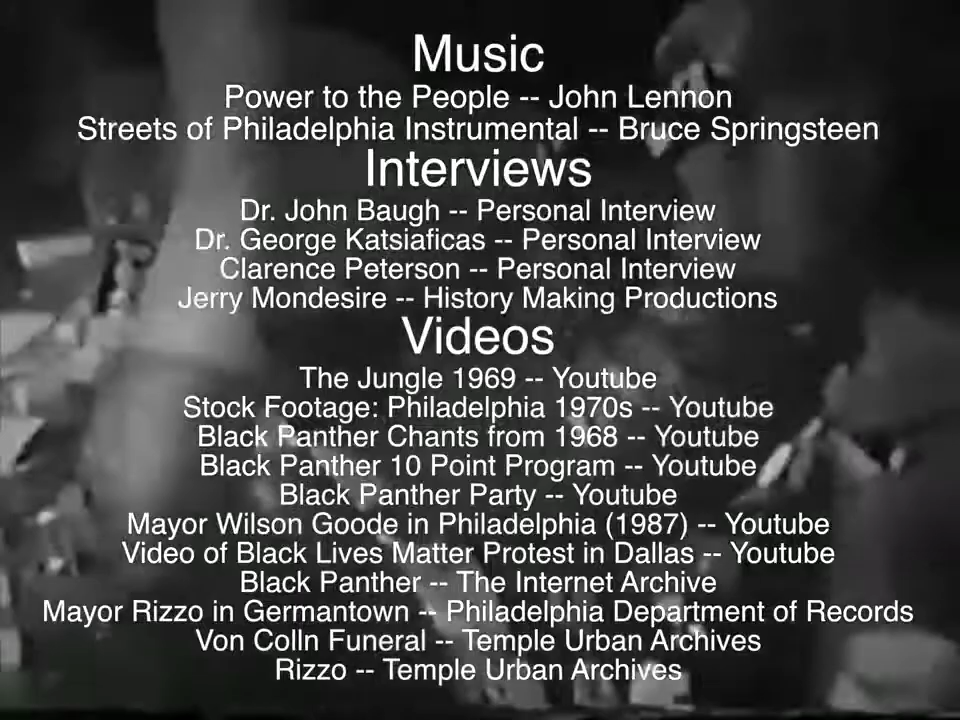 Music
Power to the People -- John Lennon
Streets of Philadelphia Instrumental -- Bruce Springsteen
Interviews
Dr. John Baugh -- Personal Interview
Dr. George Katsiaficas -- Personal Interview
Clarence Peterson -- Personal Interview
Jerry Mondesire -- History Making Productions
Videos
The Jungle 1969 -- Youtube
Stock Footage: Philadelphia 1970s -- Youtube
Black Panther Chants from 1968 -- Youtube
Black Panther 10 Point Program -- Youtube
Black Panther Party -- Youtube
Mayor Wilson Goode in Philadelphia (1987) -- Youtube
Video of Black Lives Matter Protest in Dallas -- Youtube
Black Panther -- The Internet Archive
Mayor Rizzo in Germantown -- Philadelphia Department of Records
Von Colln Funeral -- Temple Urban Archives
Rizzo -- Temple Urban Archives